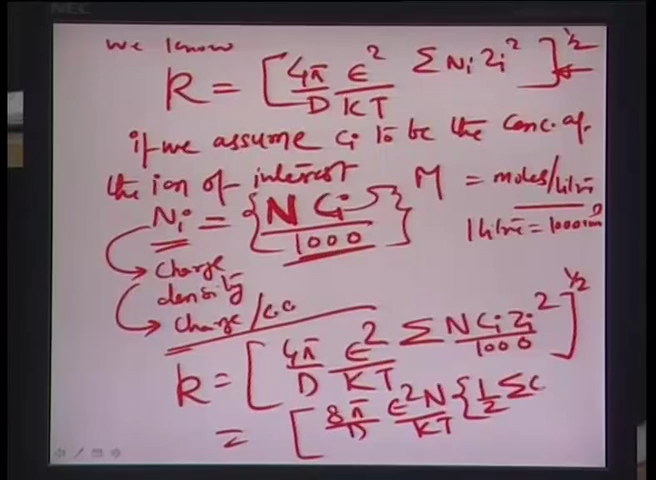 NEC
we know
K = [4π/D ε²/KT Σ Ni Zi²]^1/2
if we assume Ci to be the conc. of
the ion of interest M = moles/litre
Ni = {N Ci/1000} 1 litre = 1000
charge
density
charge/c.c
K = [4π/D ε²/KT Σ N Ci Zi²/1000]^1/2
= [8π/D ε²N/KT {1/2 Σ C